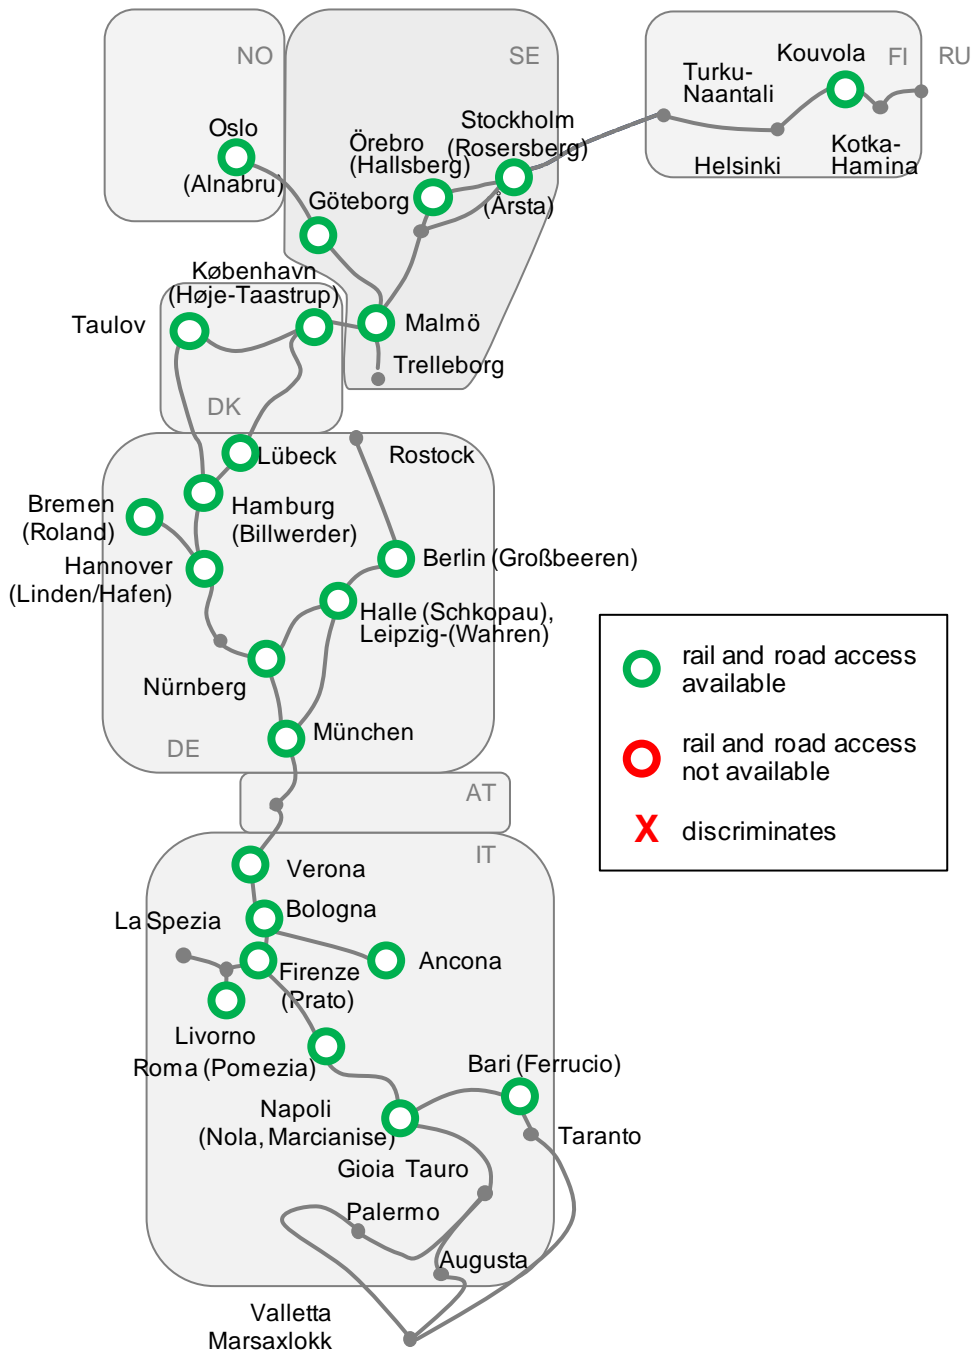 NO
SE
FI
RU
Kouvola
Turku-
Naantali
Helsinki
Kotka-
Hamina
Oslo
(Alnabru)
Örebro
(Hallsberg)
Stockholm
(Rosersberg)
(Årsta)
Göteborg
København
(Høje-Taastrup)
Taulov
Malmö
Trelleborg
DK
Lübeck
Rostock
Bremen
(Roland)
Hamburg
(Billwerder)
Hannover
(Linden/Hafen)
Berlin (Großbeeren)
Halle (Schkopau),
Leipzig-(Wahren)
Nürnberg
München
DE
rail and road access
available
rail and road access
not available
X discriminates
AT
IT
Verona
Bologna
La Spezia
Firenze
(Prato)
Ancona
Livorno
Roma (Pomezia)
Bari (Ferrucio)
Napoli
(Nola, Marcianise)
Taranto
Gioia Tauro
Palermo
Augusta
Valletta
Marsaxlokk